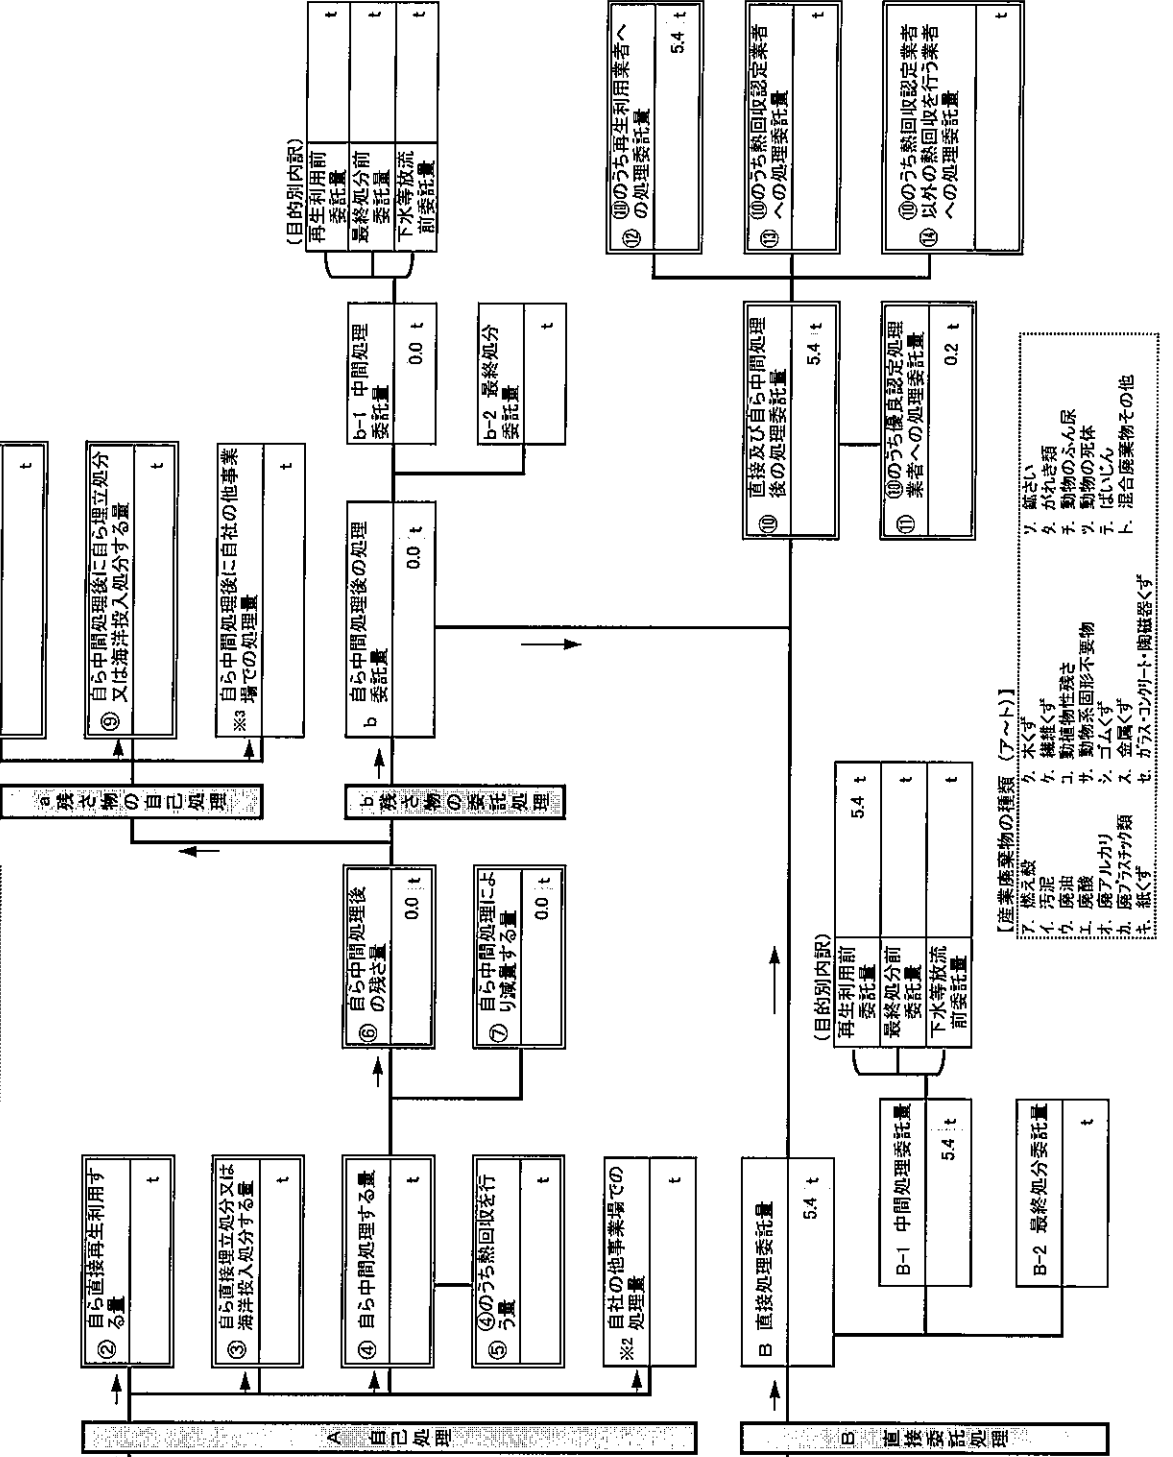 A 自己処理
② 自ら直接再生利用す
る量
t
③ 自ら直接埋立処分又は
海洋投入処分する量
t
④ 自ら中間処理する量
t
⑤ ④のうち熱回収を行
う量
t
※2 自社の他事業場での
処理量
t
⑥ 自ら中間処理後
の残さ量
0.0 t
⑦ 自ら中間処理によ
り減量する量
0.0 t
a 残さ物の自己処理
t
⑨ 自ら中間処理後に自ら埋立処分
又は海洋投入処分する量
t
※3 自ら中間処理後に自社の他事業
場での処理量
t
b 残さ物の委託処理
b 自ら中間処理後の処理
委託量
0.0 t
b-1 中間処理
委託量
0.0 t
b-2 最終処分
委託量
t
(目的別内訳)
再生利用前
委託量
t
最終処分前
委託量
t
下水等放流
前委託量
t
B 直接委託処理
B 直接処理委託量
5.4 t
B-1 中間処理委託量
5.4 t
B-2 最終処分委託量
t
(目的別内訳)
再生利用前
委託量
5.4 t
最終処分前
委託量
t
下水等放流
前委託量
t
⑩ 直接及び自ら中間処理
後の処理委託量
5.4 t
⑪ ⑩のうち優良認定処理
業者への処理委託量
0.2 t
⑫ ⑩のうち再生利用業者へ
の処理委託量
5.4 t
⑬ ⑩のうち熱回収認定業者
への処理委託量
t
⑭ ⑩のうち熱回収認定業者
以外の熱回収を行う業者
への処理委託量
t
【産業廃棄物の種類 (ア~ト)】
ア. 燃え殻 ク. 木くず ソ. 鉱さい
イ. 汚泥 ケ. 繊維くず タ. がれき類
ウ. 廃油 コ. 動植物性残さ チ. 動物のふん尿
エ. 廃酸 サ. 動物系固形不要物 ツ. 動物の死体
オ. 廃アルカリ シ. ゴムくず テ. ばいじん
カ. 廃プラスチック類 ス. 金属くず ト. 混合廃棄物その他
キ. 紙くず セ. ガラス・コンクリート・陶磁器くず